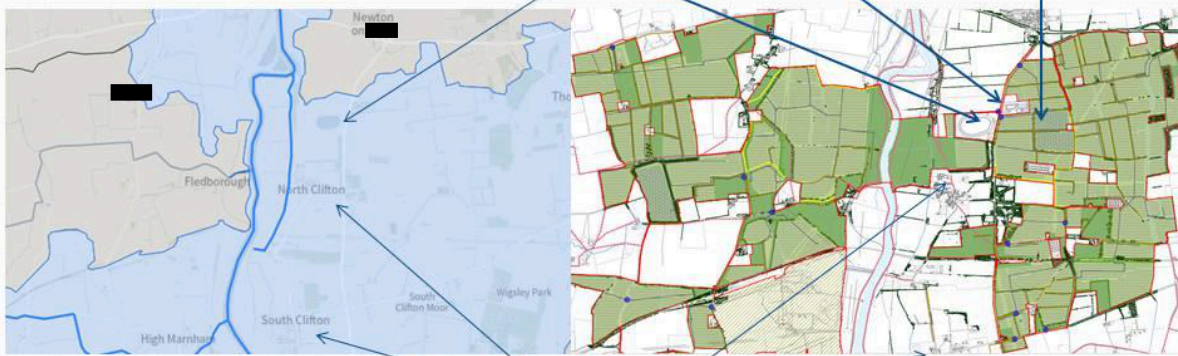 Newton
on
Tho
Fledborough
North Clifton
South
Clifton Moor
Wigsley Park
South Clifton
High Marnham